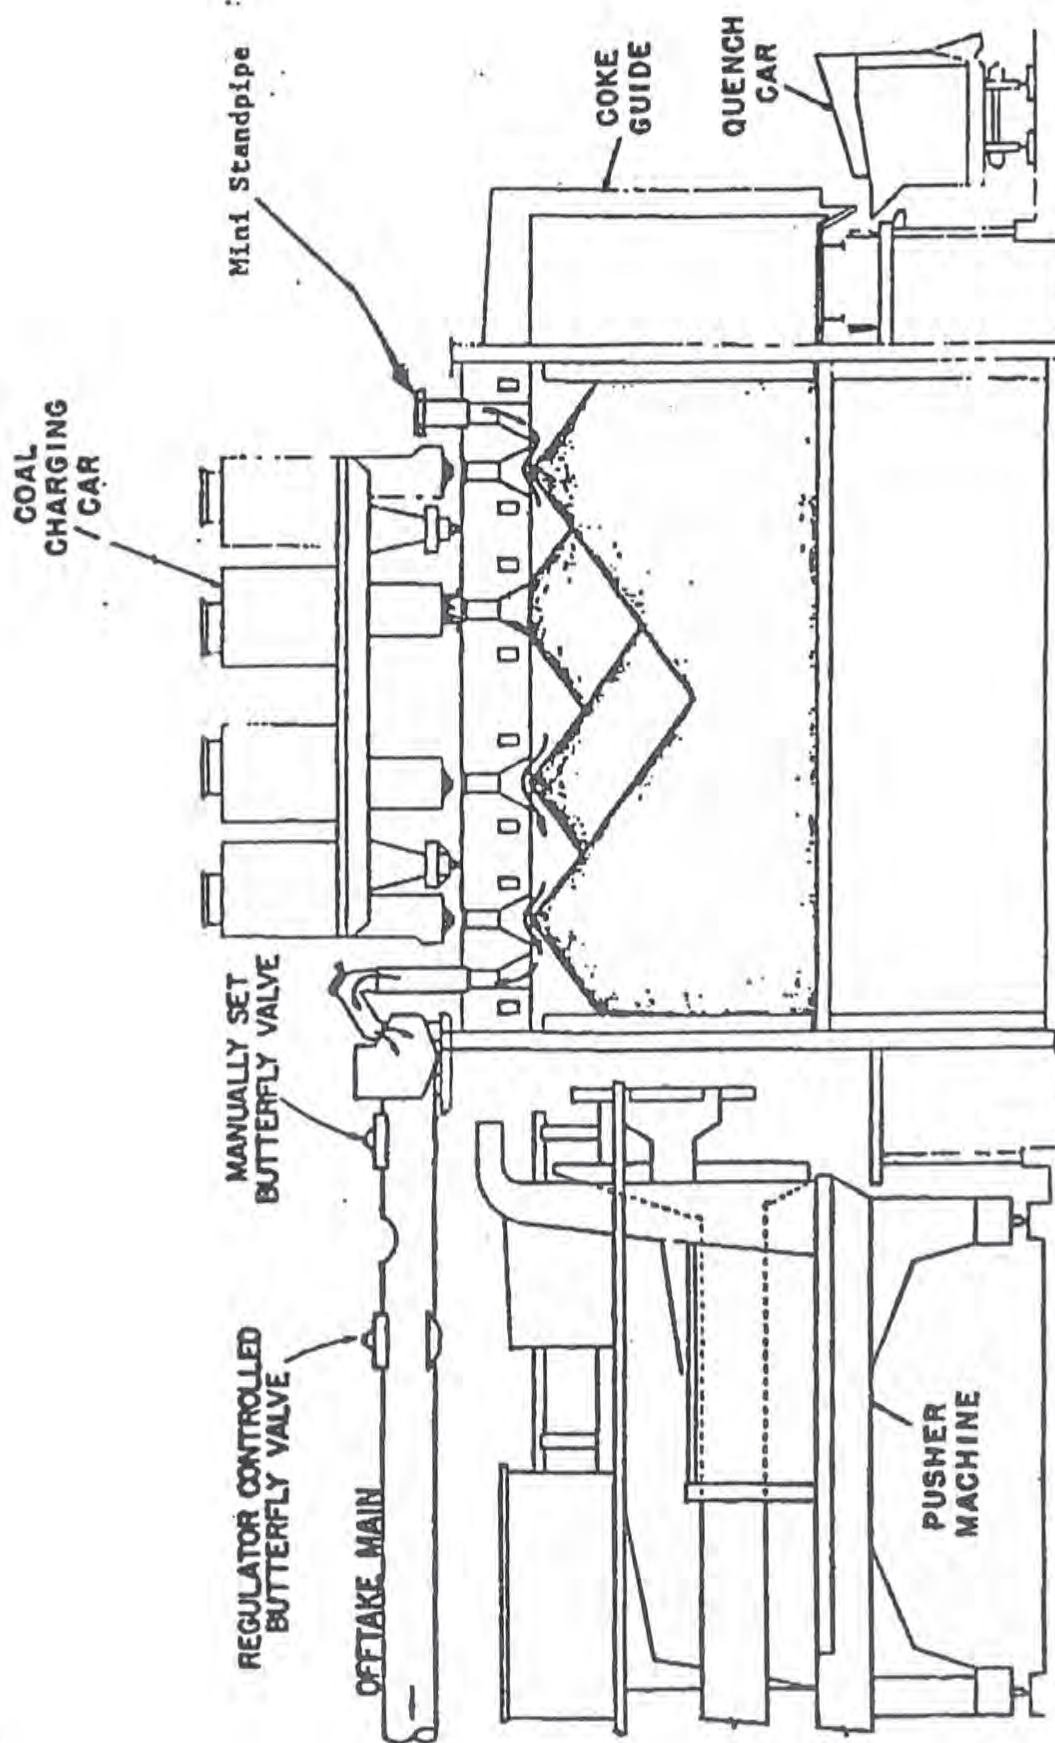 REGULATOR CONTROLLED
BUTTERFLY VALVE
OFFTAKE MAIN
MANUALLY SET
BUTTERFLY VALVE
COAL
CHARGING
CAR
Mini Standpipe
COKE
GUIDE
QUENCH
CAR
PUSHER
MACHINE